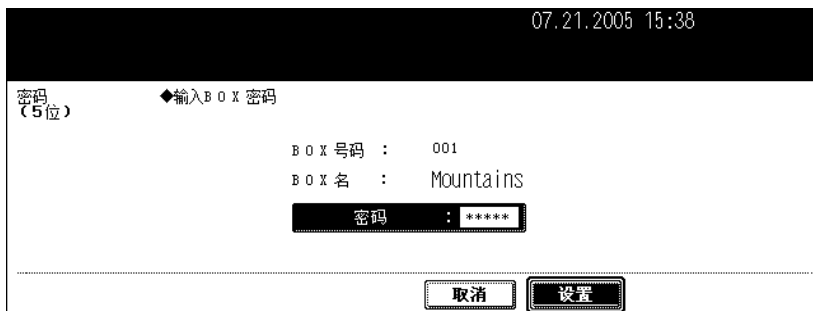 07.21.2005 15:38
密码 ◆输入BOX 密码
(5位)
BOX号码 : 001
BOX名 : Mountains
密码 : *****
取消 设置